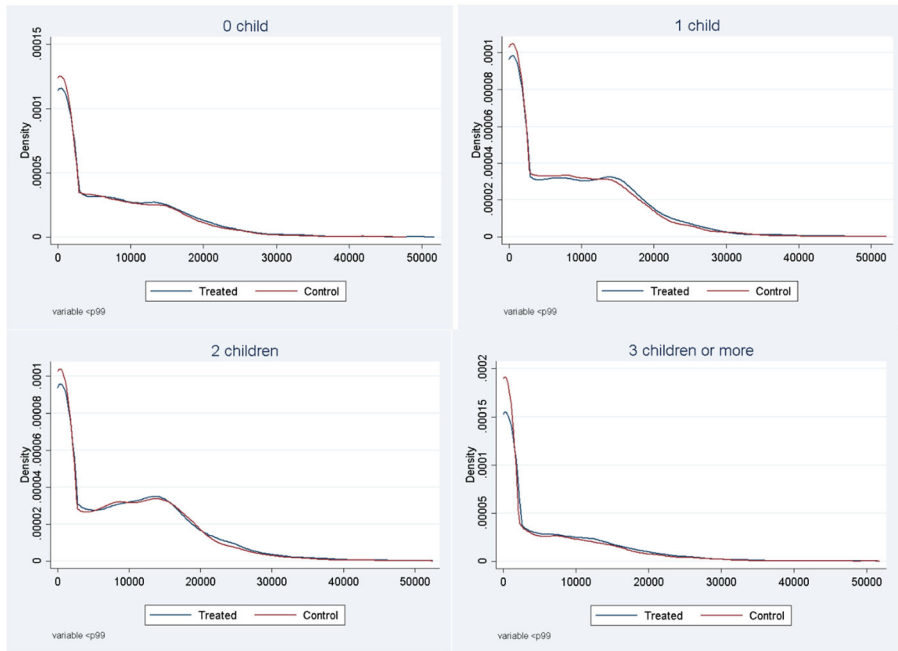 0 child
Density
.00015
.0001
.00005
0
0 10000 20000 30000 40000 50000
Treated Control
variable <p99
1 child
Density
.0001
.00008
.00006
.00004
.00002
0
0 10000 20000 30000 40000 50000
Treated Control
variable <p99
2 children
Density
.0001
.00008
.00006
.00004
.00002
0
0 10000 20000 30000 40000 50000
Treated Control
variable <p99
3 children or more
Density
.0002
.00015
.0001
.00005
0
0 10000 20000 30000 40000 50000
Treated Control
variable <p99